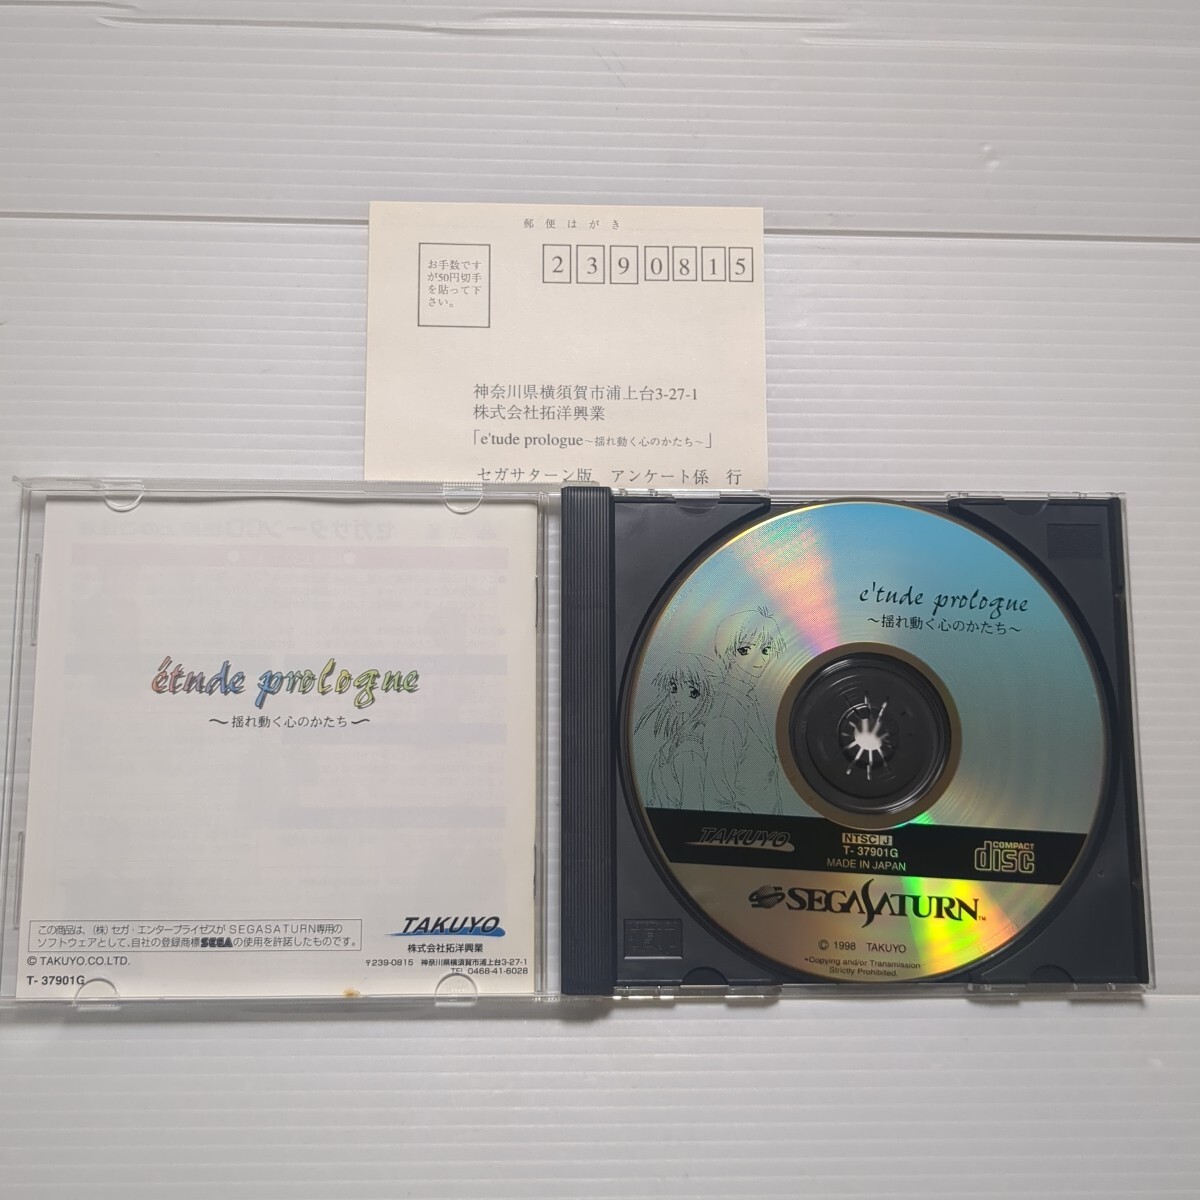 郵便はがき
お手数です
が50円切手
を貼って下
さい。
2390815
神奈川県横須賀市浦上台3-27-1
株式会社拓洋興業
「e'tude prologue～揺れ動く心のかたち～」
セガサターン版 アンケート係 行
étude prologue
～揺れ動く心のかたち～
この商品は、(株)セガ・エンタープライゼスがSEGASATURN専用の
ソフトウェアとして、自社の登録商標SEGAの使用を許諾したものです。
© TAKUYO CO.LTD.
T-37901G
TAKUYO
株式会社拓洋興業
〒239-0815 神奈川県横須賀市浦上台3-27-1
TEL 0468-41-6028
e'tude prologue
～揺れ動く心のかたち～
TAKUYO
NTSC J
T-37901G
MADE IN JAPAN
COMPACT
disc
SEGASATURN™
© 1998 TAKUYO
*Copying and/or Transmission
Strictly Prohibited.